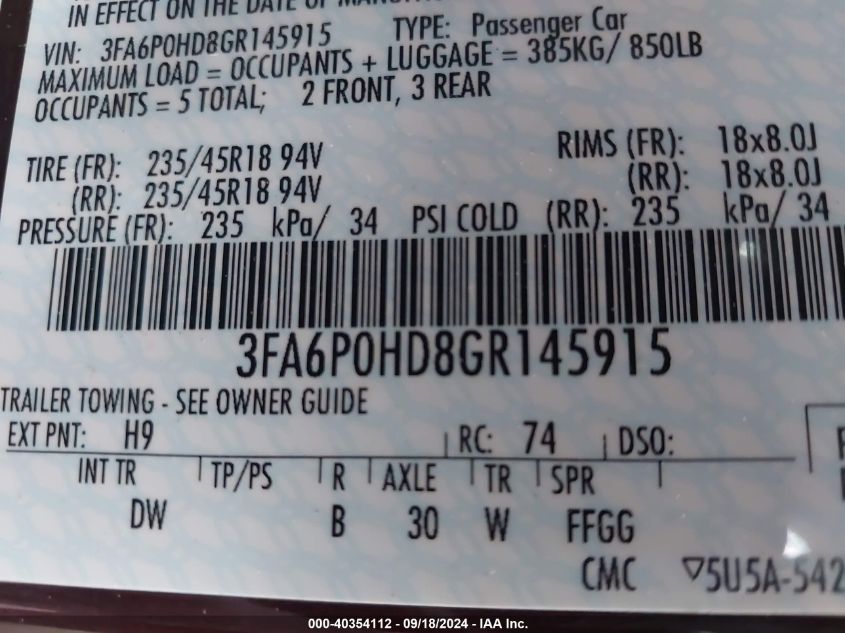 IN EFFECT ON THE DATE OF
VIN: 3FA6P0HD8GR145915 TYPE: Passenger Car
MAXIMUM LOAD = OCCUPANTS + LUGGAGE = 385KG/ 850LB
OCCUPANTS = 5 TOTAL; 2 FRONT, 3 REAR
TIRE (FR): 235/45R18 94V RIMS (FR): 18x8.0J
(RR): 235/45R18 94V (RR): 18x8.0J
PRESSURE (FR): 235 kPa/ 34 PSI COLD (RR): 235 kPa/ 34
3FA6P0HD8GR145915
TRAILER TOWING - SEE OWNER GUIDE
EXT PNT: H9 RC: 74 DSO:
INT TR TP/PS R AXLE TR SPR
DW B 30 W FFGG
CMC ▽5U5A-542
000-40354112 - 09/18/2024 - IAA Inc.